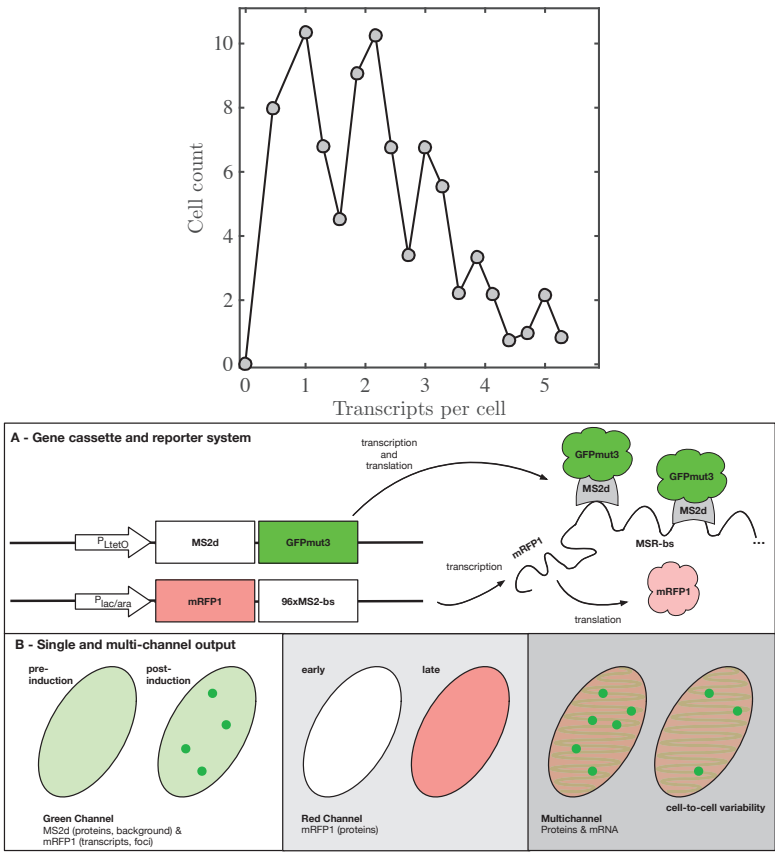 10
8
6
4
2
0
Cell count
0 1 2 3 4 5
Transcripts per cell
A - Gene cassette and reporter system
transcription
and
translation
GFPmut3
MS2d
GFPmut3
MS2d
PLtetO
MS2d
GFPmut3
mRFP1
MSR-bs
...
transcription
Plac/ara
mRFP1
96xMS2-bs
mRFP1
translation
B - Single and multi-channel output
pre-
induction
post-
induction
early
late
Green Channel
MS2d (proteins, background) &
mRFP1 (transcripts, foci)
Red Channel
mRFP1 (proteins)
cell-to-cell variability
Multichannel
Proteins & mRNA